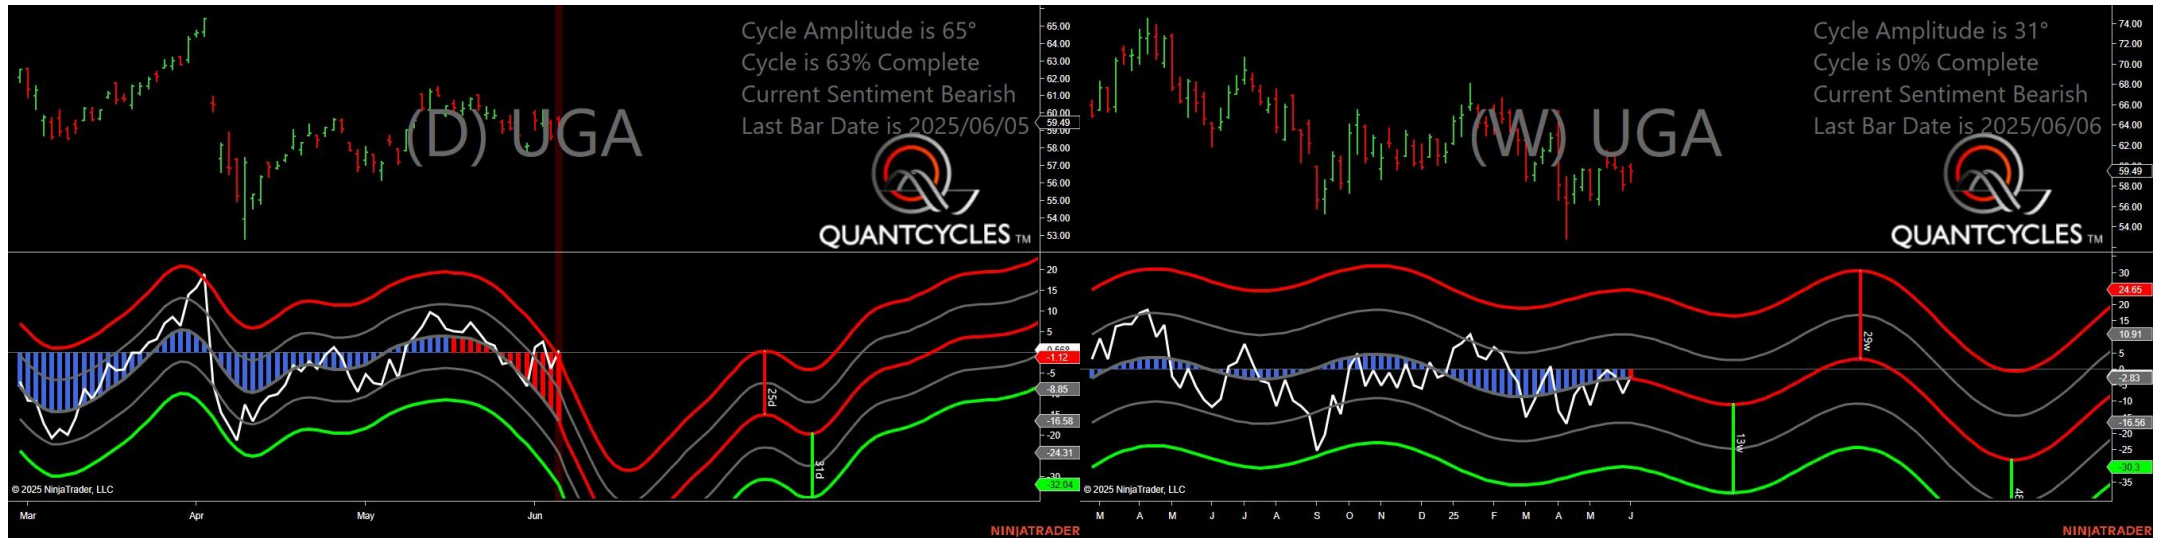 Cycle Amplitude is 65°
Cycle is 63% Complete
Current Sentiment Bearish
Last Bar Date is 2025/06/05
(D) UGA
QUANTCYCLES TM
65.00
64.00
63.00
62.00
61.00
60.00
59.49
59.00
58.00
57.00
56.00
55.00
54.00
53.00
20
15
10
5
-1.12
-5
-8.85
-16.58
-20
-24.31
-32.04
25d
31d
© 2025 NinjaTrader, LLC
Mar Apr May Jun
NINJATRADER
Cycle Amplitude is 31°
Cycle is 0% Complete
Current Sentiment Bearish
Last Bar Date is 2025/06/06
(W) UGA
QUANTCYCLES TM
74.00
72.00
70.00
68.00
66.00
64.00
62.00
59.49
58.00
56.00
54.00
30
24.65
20
15
10.91
5
-2.83
-10
-16.56
-20
-25
-30.3
-35
29w
13w
© 2025 NinjaTrader, LLC
M A M J J A S O N D 25 F M A M J
NINJATRADER